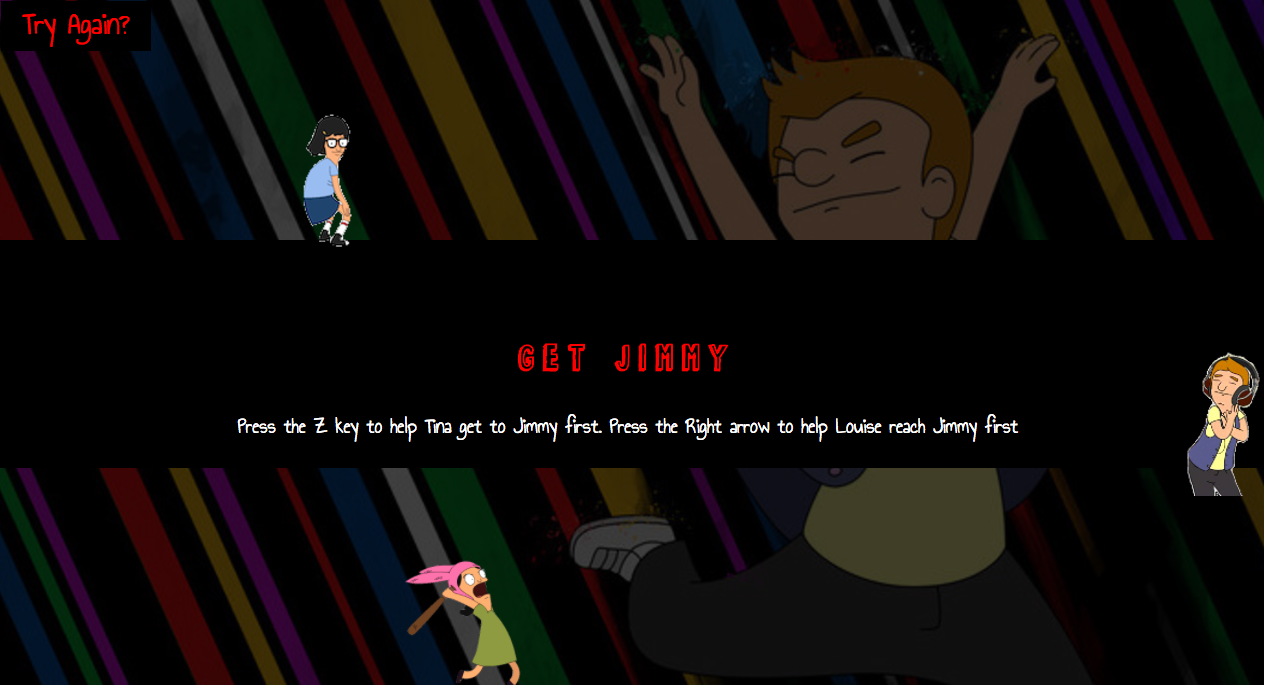 Try Again?
GET JIMMY
Press the Z key to help Tina get to Jimmy first. Press the Right arrow to help Louise reach Jimmy first